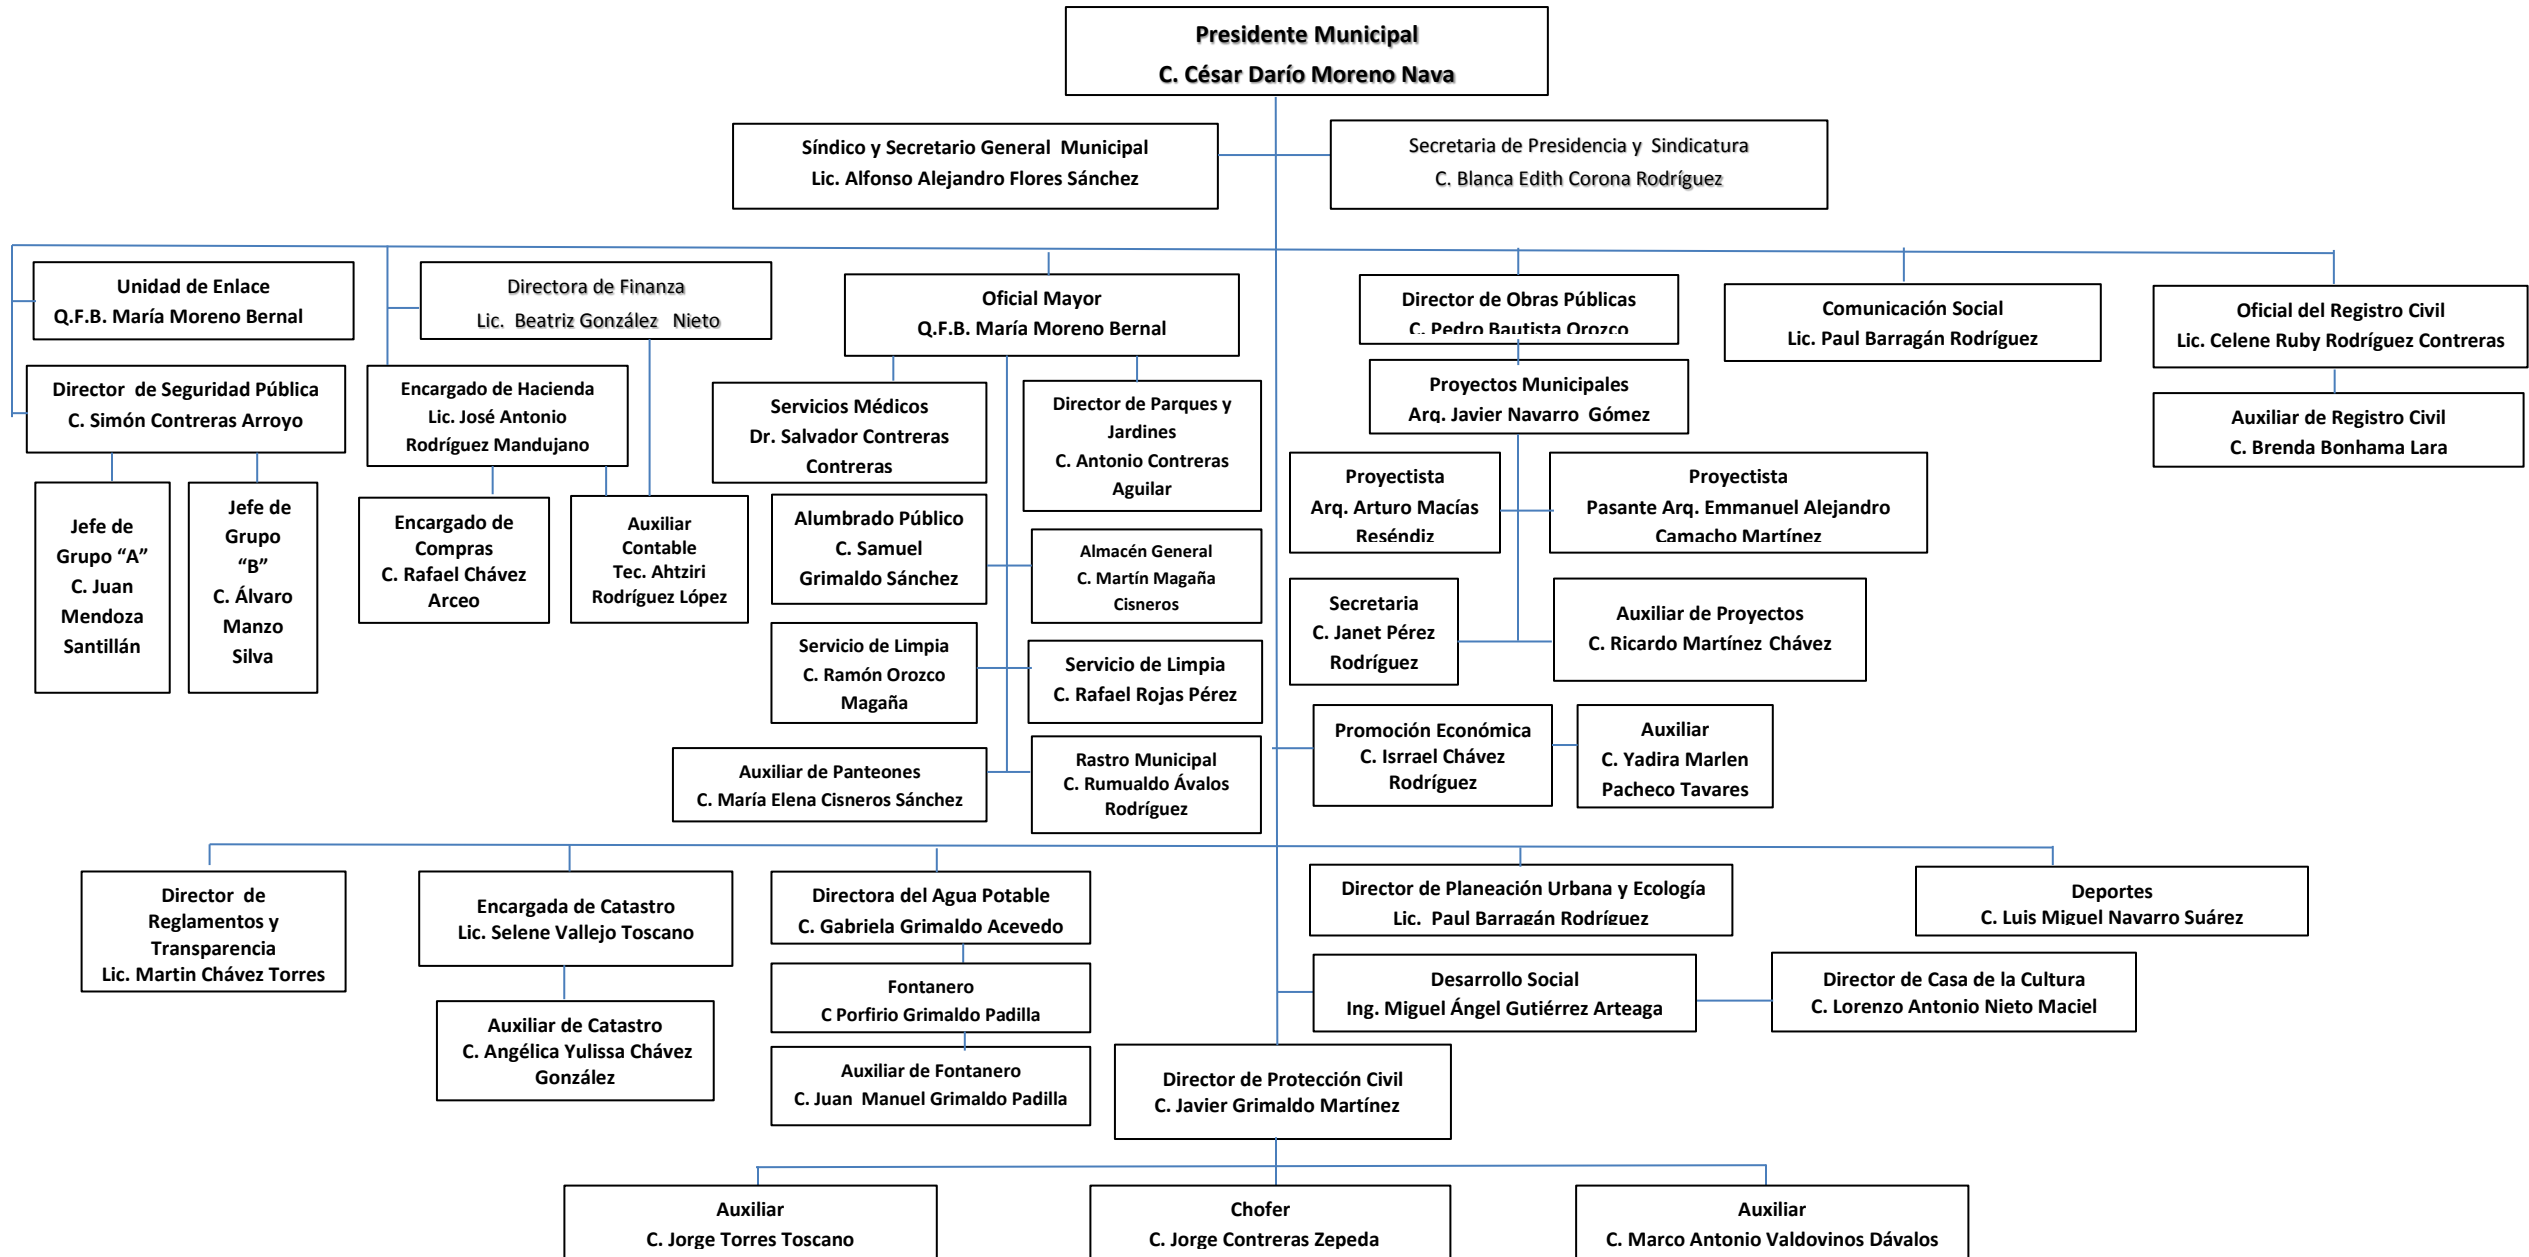 Presidente Municipal
C. César Darío Moreno Nava
Síndico y Secretario General Municipal
Lic. Alfonso Alejandro Flores Sánchez
Secretaria de Presidencia y Sindicatura
C. Blanca Edith Corona Rodríguez
Unidad de Enlace
Q.F.B. María Moreno Bernal
Directora de Finanza
Lic. Beatriz González Nieto
Oficial Mayor
Q.F.B. María Moreno Bernal
Director de Obras Públicas
C. Pedro Bautista Orozco
Comunicación Social
Lic. Paul Barragán Rodríguez
Oficial del Registro Civil
Lic. Celene Ruby Rodríguez Contreras
Director de Seguridad Pública
C. Simón Contreras Arroyo
Encargado de Hacienda
Lic. José Antonio
Rodríguez Mandujano
Servicios Médicos
Dr. Salvador Contreras
Contreras
Director de Parques y
Jardines
C. Antonio Contreras
Aguilar
Proyectos Municipales
Arq. Javier Navarro Gómez
Auxiliar de Registro Civil
C. Brenda Bonhama Lara
Jefe de
Grupo “A”
C. Juan
Mendoza
Santillán
Jefe de
Grupo
“B”
C. Álvaro
Manzo
Silva
Encargado de
Compras
C. Rafael Chávez
Arceo
Auxiliar
Contable
Tec. Ahtziri
Rodríguez López
Alumbrado Público
C. Samuel
Grimaldo Sánchez
Almacén General
C. Martín Magaña
Cisneros
Proyectista
Arq. Arturo Macías
Reséndiz
Proyectista
Pasante Arq. Emmanuel Alejandro
Camacho Martínez
Secretaria
C. Janet Pérez
Rodríguez
Auxiliar de Proyectos
C. Ricardo Martínez Chávez
Servicio de Limpia
C. Ramón Orozco
Magaña
Servicio de Limpia
C. Rafael Rojas Pérez
Promoción Económica
C. Isrrael Chávez
Rodríguez
Auxiliar
C. Yadira Marlen
Pacheco Tavares
Auxiliar de Panteones
C. María Elena Cisneros Sánchez
Rastro Municipal
C. Rumualdo Ávalos
Rodríguez
Director de
Reglamentos y
Transparencia
Lic. Martin Chávez Torres
Encargada de Catastro
Lic. Selene Vallejo Toscano
Directora del Agua Potable
C. Gabriela Grimaldo Acevedo
Director de Planeación Urbana y Ecología
Lic. Paul Barragán Rodríguez
Deportes
C. Luis Miguel Navarro Suárez
Auxiliar de Catastro
C. Angélica Yulissa Chávez
González
Fontanero
C Porfirio Grimaldo Padilla
Desarrollo Social
Ing. Miguel Ángel Gutiérrez Arteaga
Director de Casa de la Cultura
C. Lorenzo Antonio Nieto Maciel
Auxiliar de Fontanero
C. Juan Manuel Grimaldo Padilla
Director de Protección Civil
C. Javier Grimaldo Martínez
Auxiliar
C. Jorge Torres Toscano
Chofer
C. Jorge Contreras Zepeda
Auxiliar
C. Marco Antonio Valdovinos Dávalos